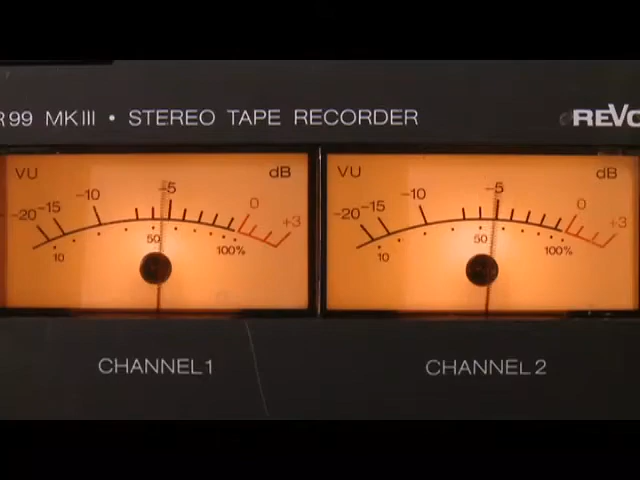 R99 MKIII • STEREO TAPE RECORDER REVO
VU dB VU dB
-20 -15 -10 -5 0 +3 -20 -15 -10 -5 0 +3
10 50 100% 10 50 100%
CHANNEL 1 CHANNEL 2